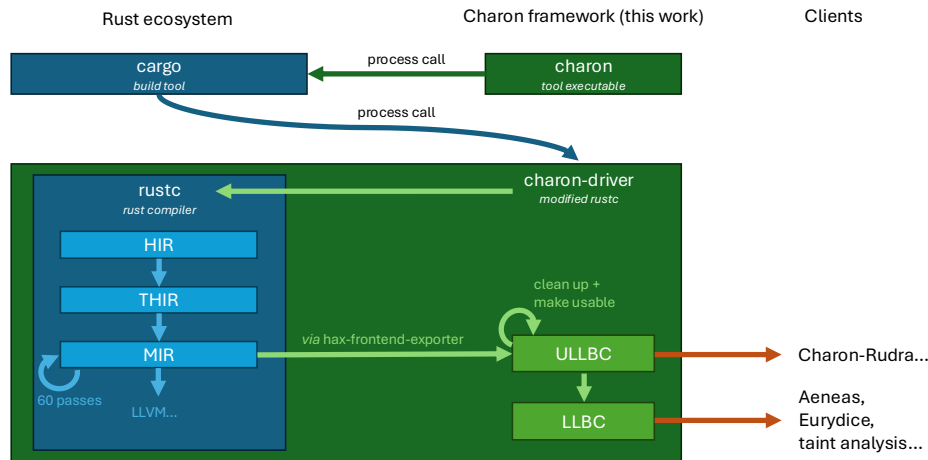 Rust ecosystem
Charon framework (this work)
Clients
cargo
build tool
process call
charon
tool executable
process call
rustc
rust compiler
charon-driver
modified rustc
HIR
THIR
MIR
60 passes
LLVM...
via hax-frontend-exporter
clean up +
make usable
ULLBC
LLBC
Charon-Rudra...
Aeneas,
Eurydice,
taint analysis...